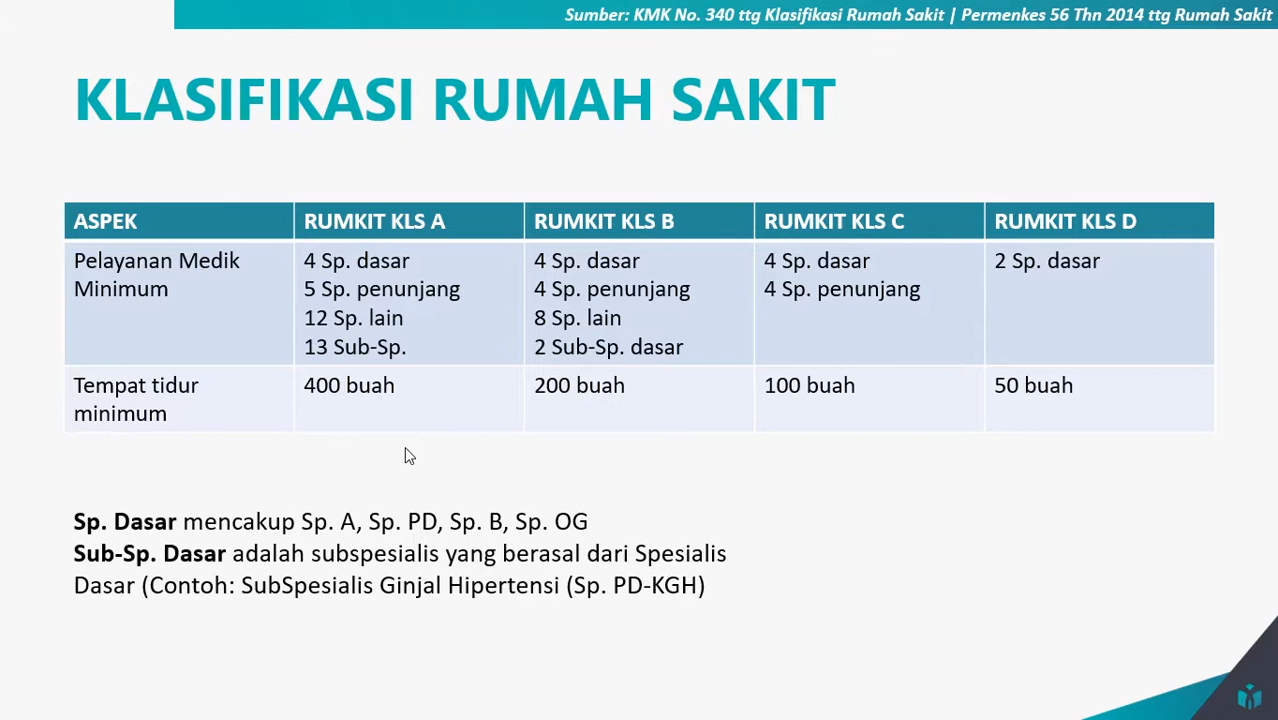 Sumber: KMK No. 340 ttg Klasifikasi Rumah Sakit | Permenkes 56 Thn 2014 ttg Rumah Sakit
KLASIFIKASI RUMAH SAKIT
ASPEK RUMKIT KLS A RUMKIT KLS B RUMKIT KLS C RUMKIT KLS D
Pelayanan Medik 4 Sp. dasar 4 Sp. dasar 4 Sp. dasar 2 Sp. dasar
Minimum 5 Sp. penunjang 4 Sp. penunjang 4 Sp. penunjang
12 Sp. lain 8 Sp. lain
13 Sub-Sp. 2 Sub-Sp. dasar
Tempat tidur 400 buah 200 buah 100 buah 50 buah
minimum
Sp. Dasar mencakup Sp. A, Sp. PD, Sp. B, Sp. OG
Sub-Sp. Dasar adalah subspesialis yang berasal dari Spesialis
Dasar (Contoh: SubSpesialis Ginjal Hipertensi (Sp. PD-KGH)